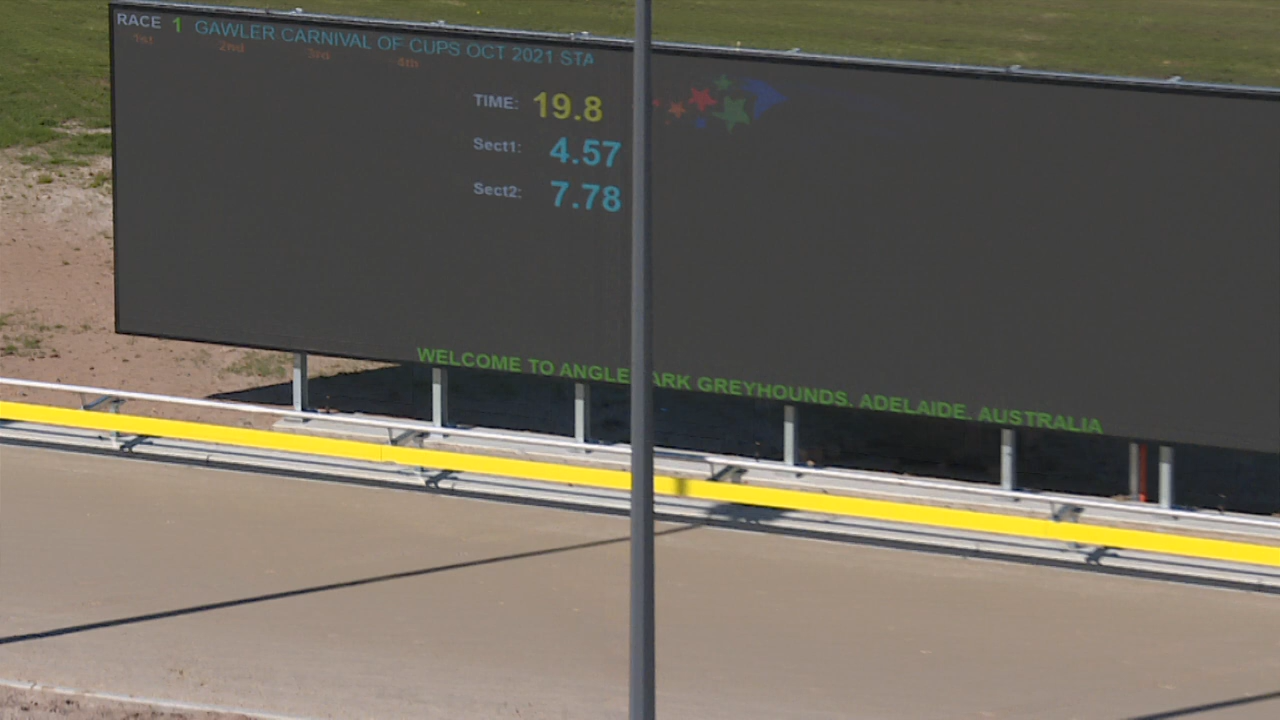 RACE 1 GAWLER CARNIVAL OF CUPS OCT 2021 STA
1st 2nd 3rd 4th
TIME: 19.8
Sect1: 4.57
Sect2: 7.78
WELCOME TO ANGLE ARK GREYHOUNDS. ADELAIDE. AUSTRALIA